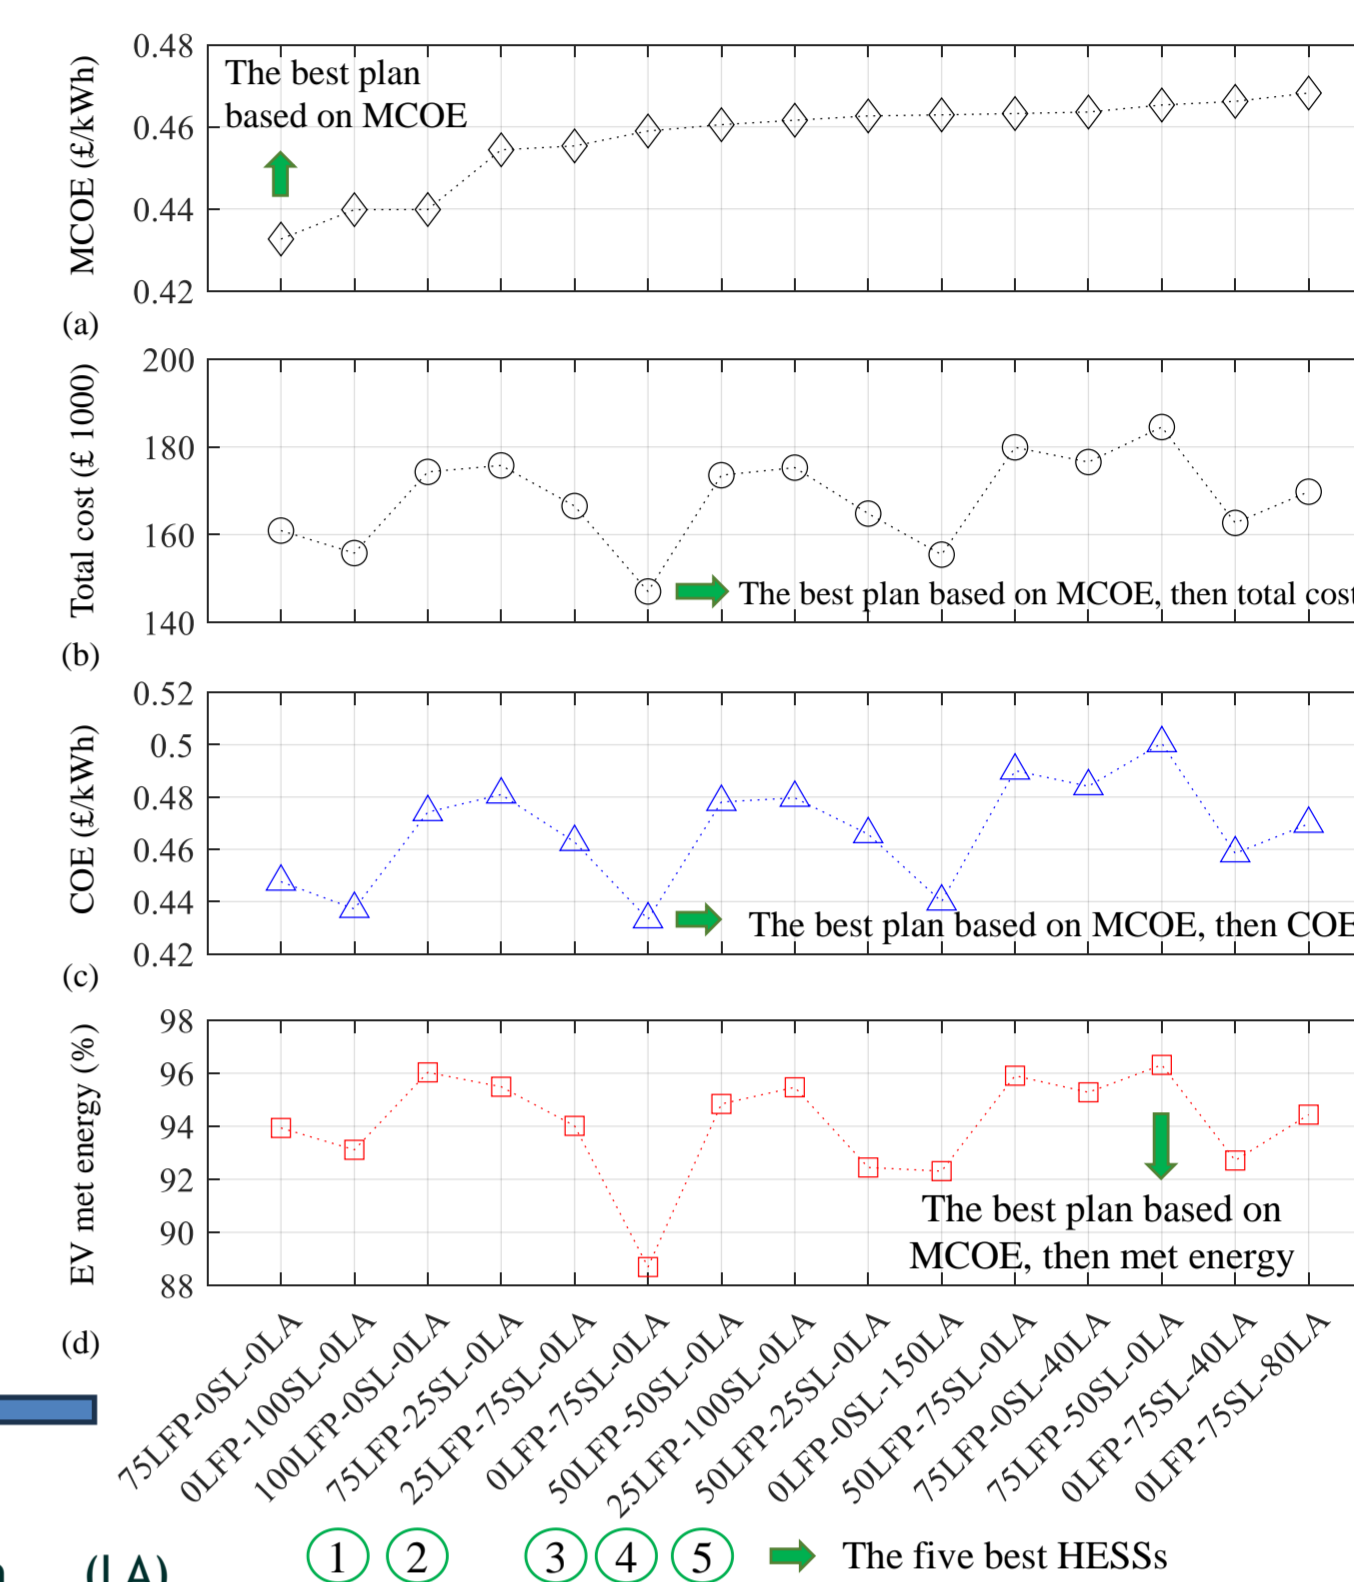 MCOE (£/kWh)
0.48
0.46
0.44
0.42
The best plan
based on MCOE
(a)
Total cost (£ 1000)
200
180
160
140
The best plan based on MCOE, then total cost
(b)
COE (£/kWh)
0.52
0.5
0.48
0.46
0.44
0.42
The best plan based on MCOE, then COE
(c)
EV met energy (%)
98
96
94
92
90
88
The best plan based on
MCOE, then met energy
(d)
75LFP-0SL-0LA
0LFP-100SL-0LA
100LFP-0SL-0LA
75LFP-25SL-0LA
25LFP-75SL-0LA
0LFP-75SL-0LA
50LFP-50SL-0LA
25LFP-100SL-0LA
50LFP-25SL-0LA
0LFP-0SL-150LA
50LFP-75SL-0LA
75LFP-0SL-40LA
75LFP-50SL-0LA
0LFP-75SL-40LA
0LFP-75SL-80LA
1 2 3 4 5 The five best HESSs
(LA)